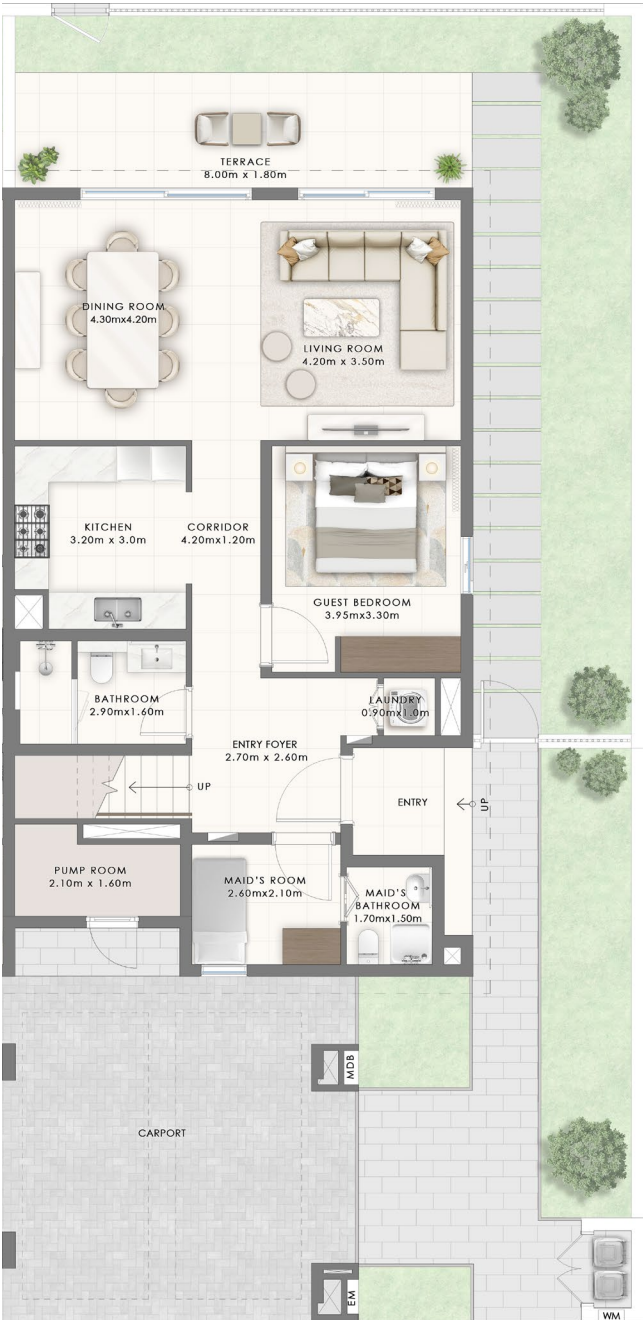 TERRACE
8.00m x 1.80m
DINING ROOM
4.30mx4.20m
LIVING ROOM
4.20m x 3.50m
KITCHEN
3.20m x 3.0m
CORRIDOR
4.20mx1.20m
GUEST BEDROOM
3.95mx3.30m
BATHROOM
2.90mx1.60m
LAUNDRY
0.90mx1.0m
ENTRY FOYER
2.70m x 2.60m
UP
ENTRY
UP
PUMP ROOM
2.10m x 1.60m
MAID'S ROOM
2.60mx2.10m
MAID'S
BATHROOM
1.70mx1.50m
MDB
CARPORT
EM
WM